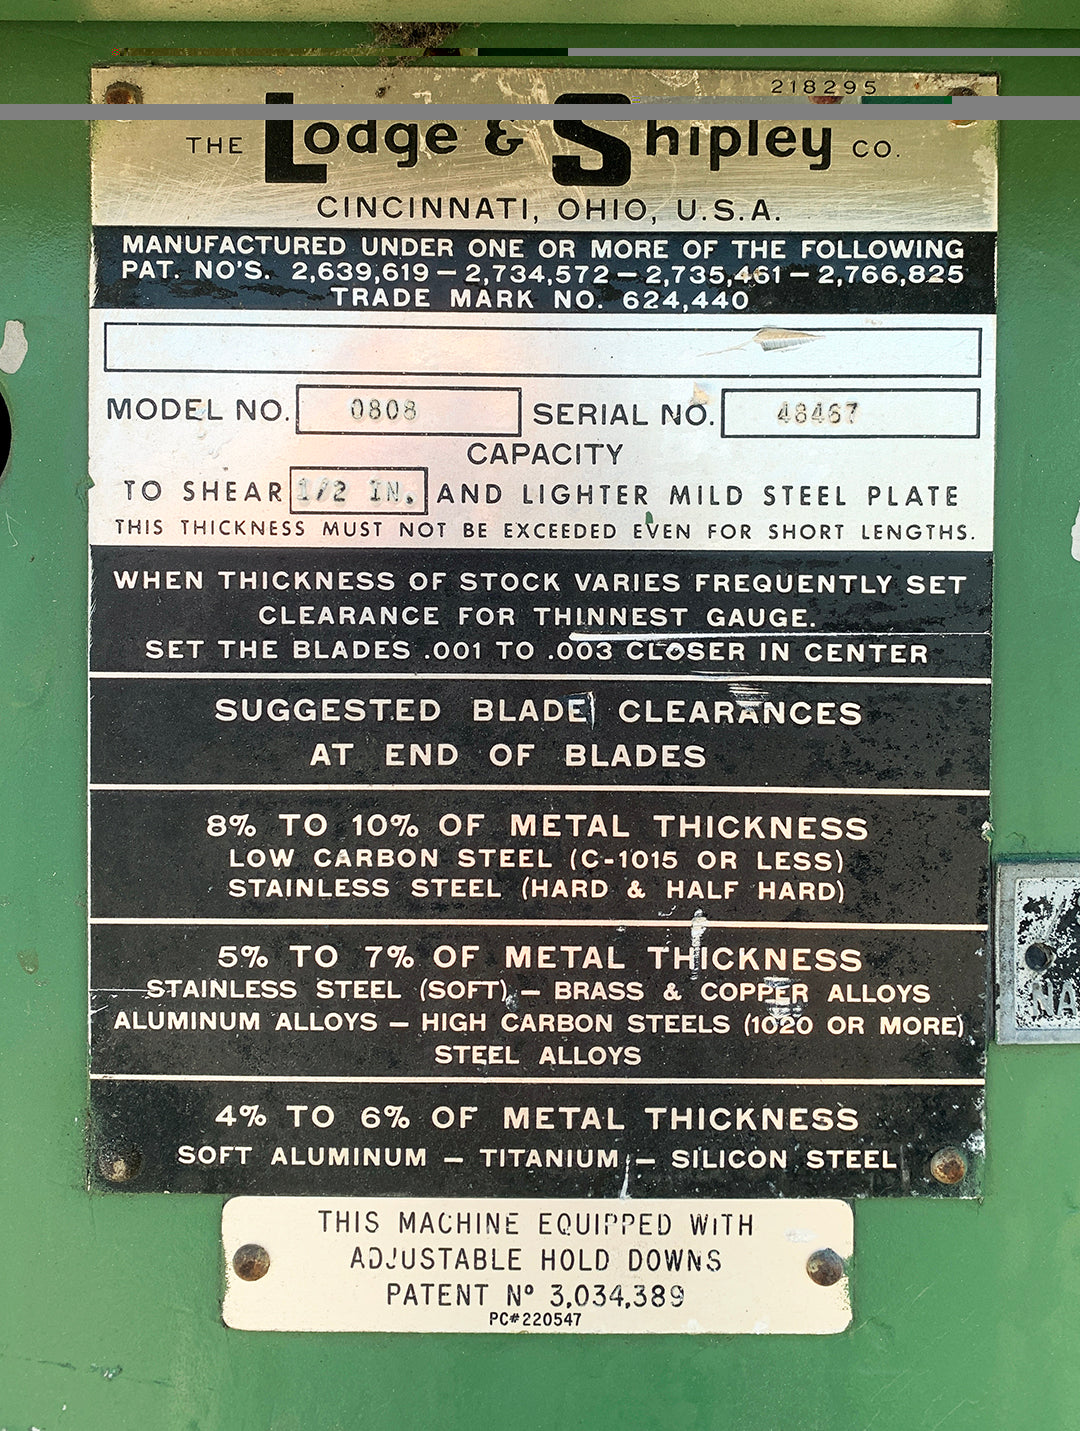 218295
THE Lodge & Shipley CO.
CINCINNATI, OHIO, U.S.A.
MANUFACTURED UNDER ONE OR MORE OF THE FOLLOWING
PAT. NO'S. 2,639,619 — 2,734,572 — 2,735,461 — 2,766,825
TRADE MARK NO. 624,440
MODEL NO. 0808 SERIAL NO. 48467
CAPACITY
TO SHEAR 1/2 IN. AND LIGHTER MILD STEEL PLATE
THIS THICKNESS MUST NOT BE EXCEEDED EVEN FOR SHORT LENGTHS.
WHEN THICKNESS OF STOCK VARIES FREQUENTLY SET
CLEARANCE FOR THINNEST GAUGE.
SET THE BLADES .001 TO .003 CLOSER IN CENTER
SUGGESTED BLADE CLEARANCES
AT END OF BLADES
8% TO 10% OF METAL THICKNESS
LOW CARBON STEEL (C-1015 OR LESS)
STAINLESS STEEL (HARD & HALF HARD)
5% TO 7% OF METAL THICKNESS
STAINLESS STEEL (SOFT) — BRASS & COPPER ALLOYS
ALUMINUM ALLOYS — HIGH CARBON STEELS (1020 OR MORE)
STEEL ALLOYS
4% TO 6% OF METAL THICKNESS
SOFT ALUMINUM — TITANIUM — SILICON STEEL
THIS MACHINE EQUIPPED WITH
ADJUSTABLE HOLD DOWNS
PATENT Nº 3,034,389
PC#220547